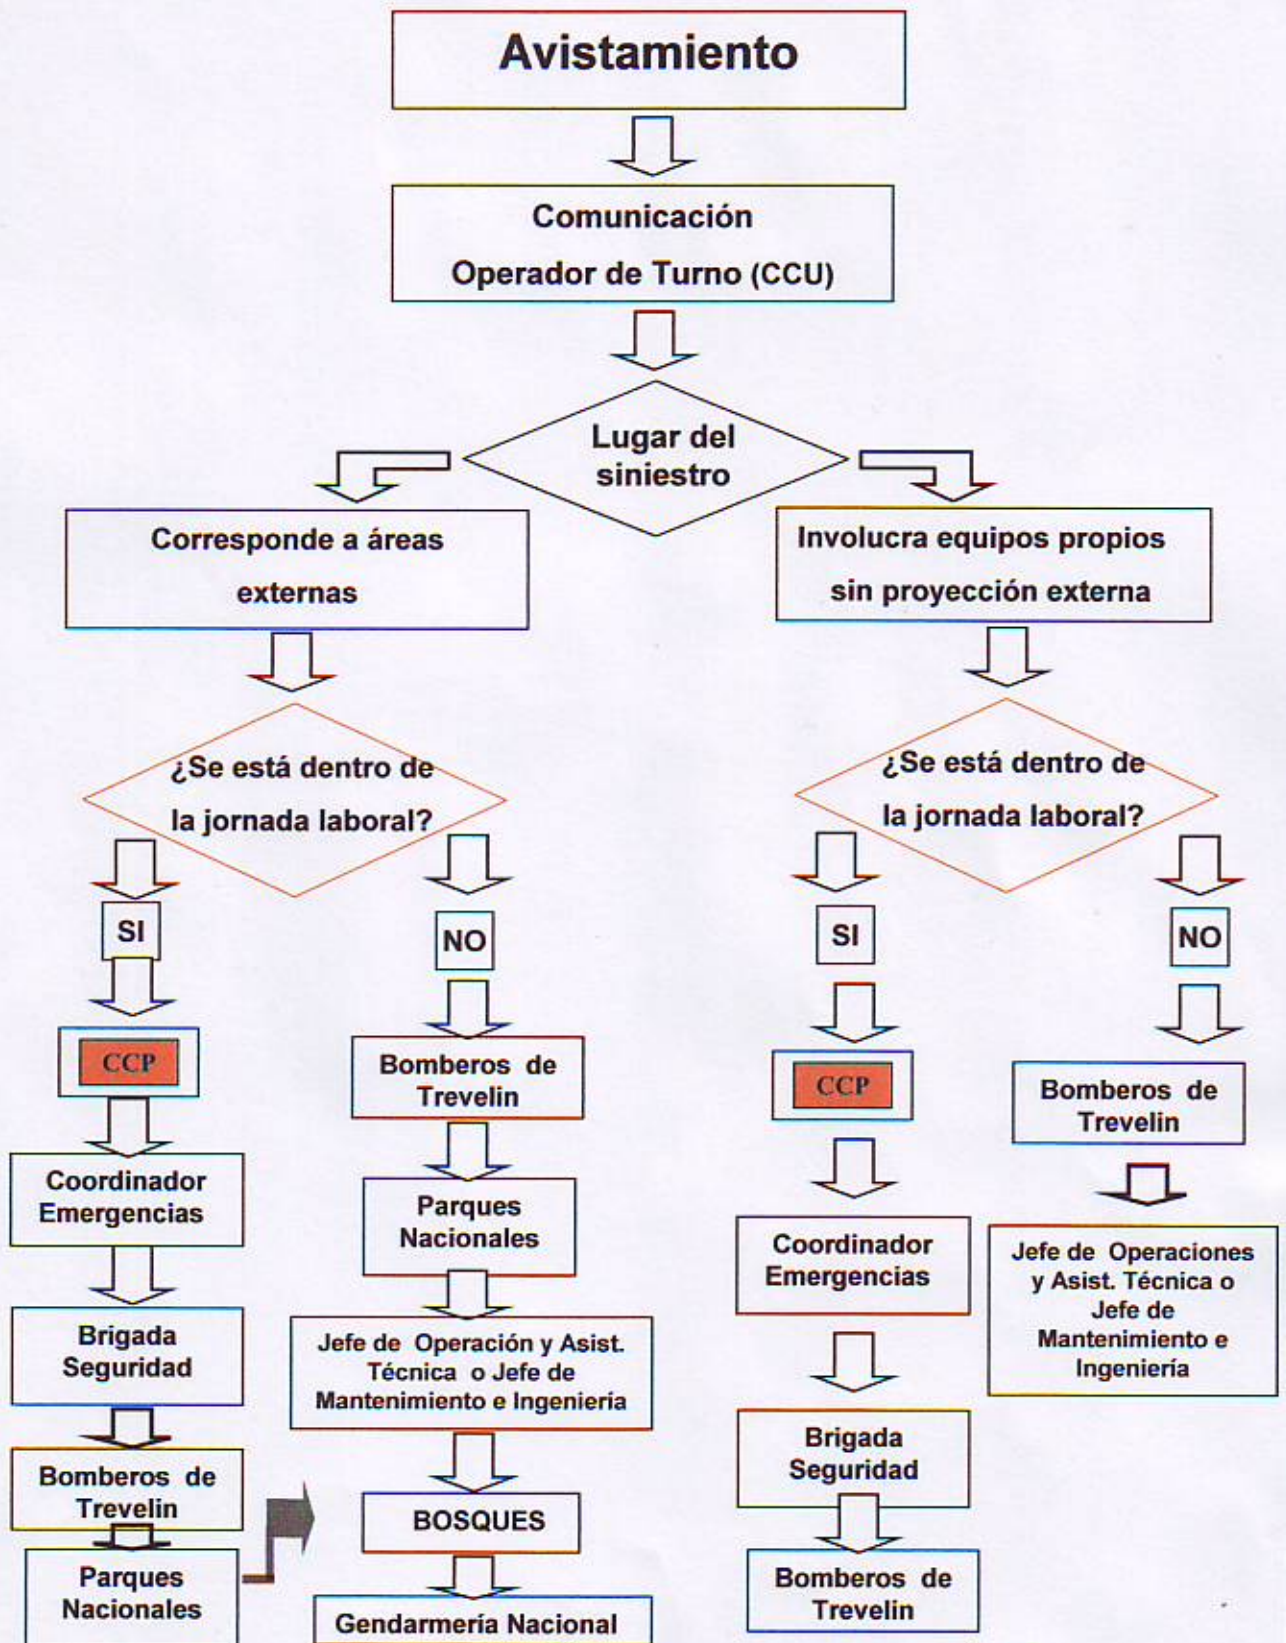 Avistamiento
Comunicación
Operador de Turno (CCU)
Lugar del
siniestro
Corresponde a áreas
externas
Involucra equipos propios
sin proyección externa
¿Se está dentro de
la jornada laboral?
¿Se está dentro de
la jornada laboral?
SI
NO
SI
NO
CCP
Bomberos de
Trevelin
CCP
Bomberos de
Trevelin
Coordinador
Emergencias
Parques
Nacionales
Coordinador
Emergencias
Jefe de Operaciones
y Asist. Técnica o
Jefe de
Mantenimiento e
Ingeniería
Brigada
Seguridad
Jefe de Operación y Asist.
Técnica o Jefe de
Mantenimiento e Ingeniería
Brigada
Seguridad
Bomberos de
Trevelin
BOSQUES
Parques
Nacionales
Gendarmería Nacional
Bomberos de
Trevelin